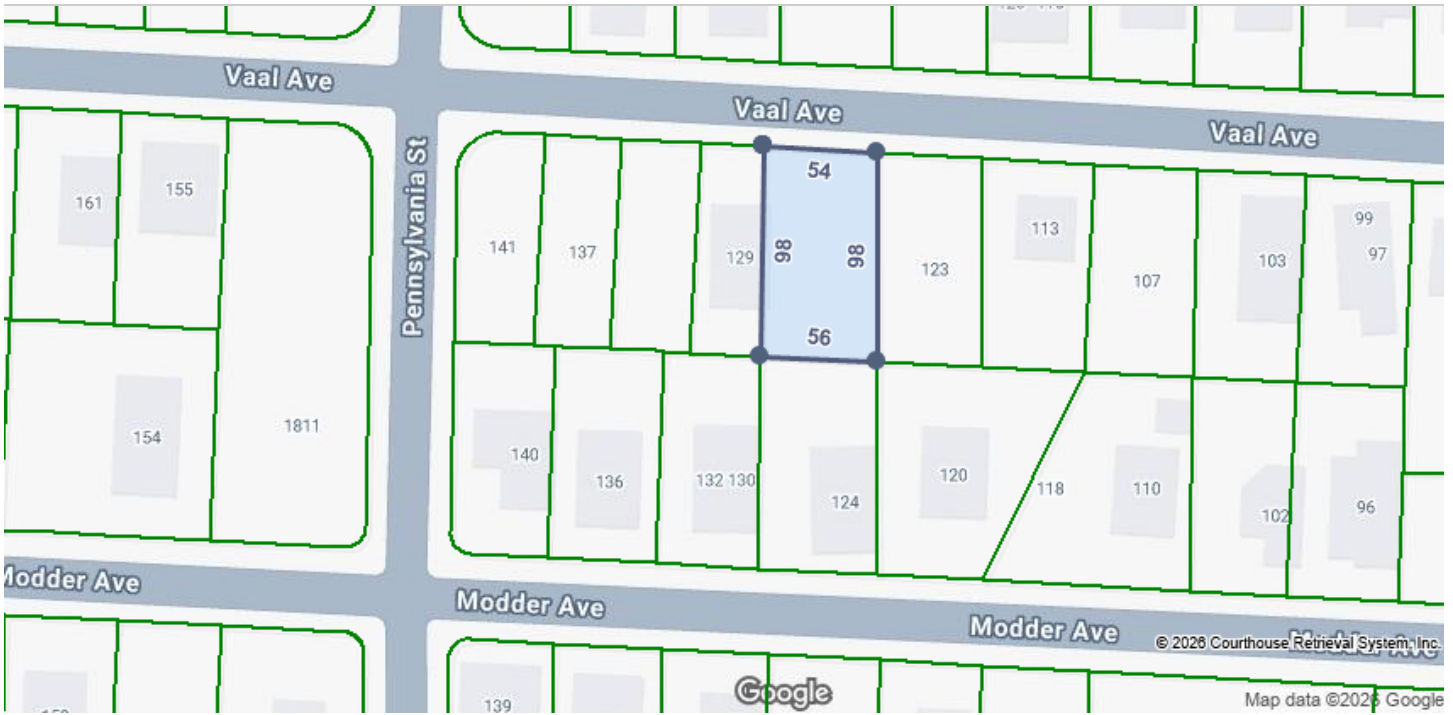 Vaal Ave
Vaal Ave
Vaal Ave
Pennsylvania St
161
155
141
137
129
54
98
98
56
123
113
107
103
99
97
154
1811
140
136
132 130
124
120
118
110
102
96
Modder Ave
Modder Ave
Modder Ave
Modder Ave
© 2026 Courthouse Retrieval System, Inc.
139
Google
Map data ©2026 Google